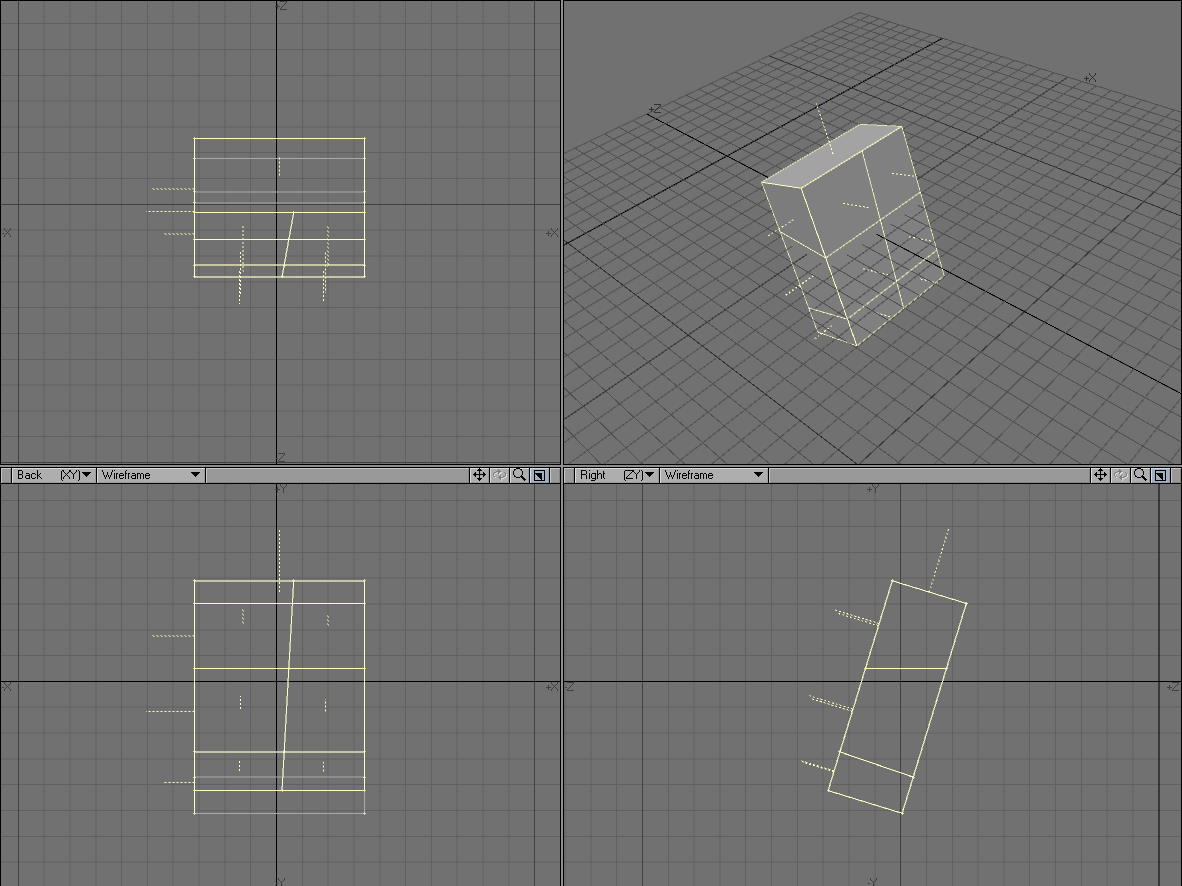 Z
+Z
+X
-X
+X
Z
Back (XY) Wireframe
Right (ZY) Wireframe
+Y
+Y
-X
+X
-Z
+Z
-Y
-Y